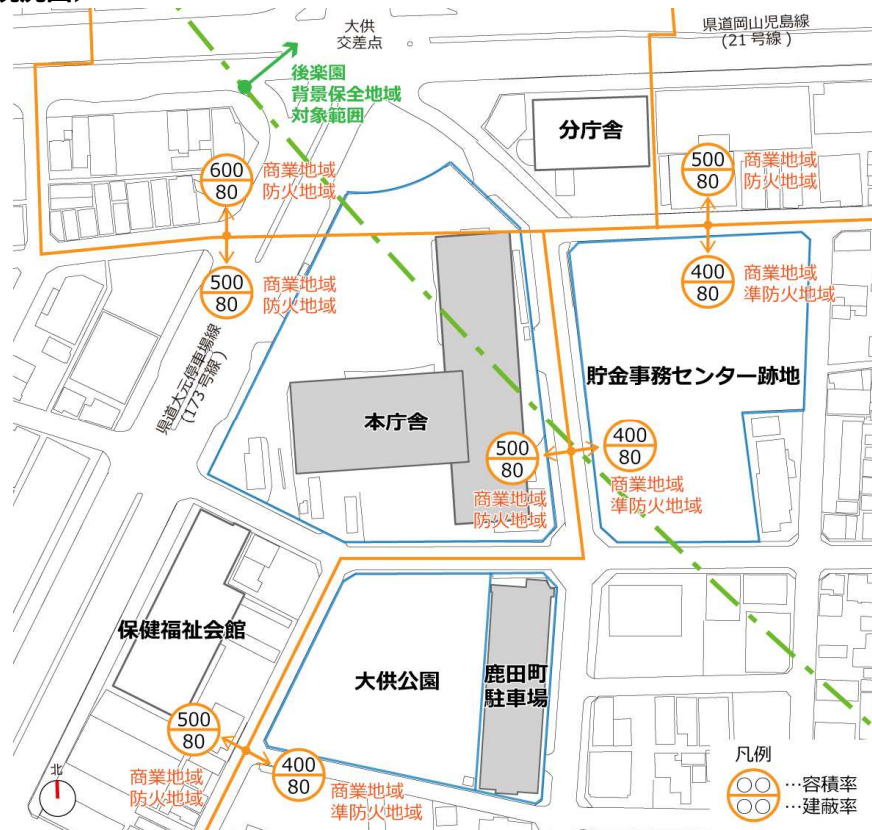 大供
交差点
県道岡山児島線
(21号線)
後楽園
背景保全地域
対象範囲
分庁舎
600
80
商業地域
防火地域
500
80
商業地域
防火地域
500
80
商業地域
防火地域
400
80
商業地域
準防火地域
県道大元停車場線
(173号線)
貯金事務センター跡地
本庁舎
500
80
商業地域
防火地域
400
80
商業地域
準防火地域
保健福祉会館
大供公園
鹿田町
駐車場
500
80
商業地域
防火地域
400
80
商業地域
準防火地域
北
凡例
○○…容積率
○○…建蔽率